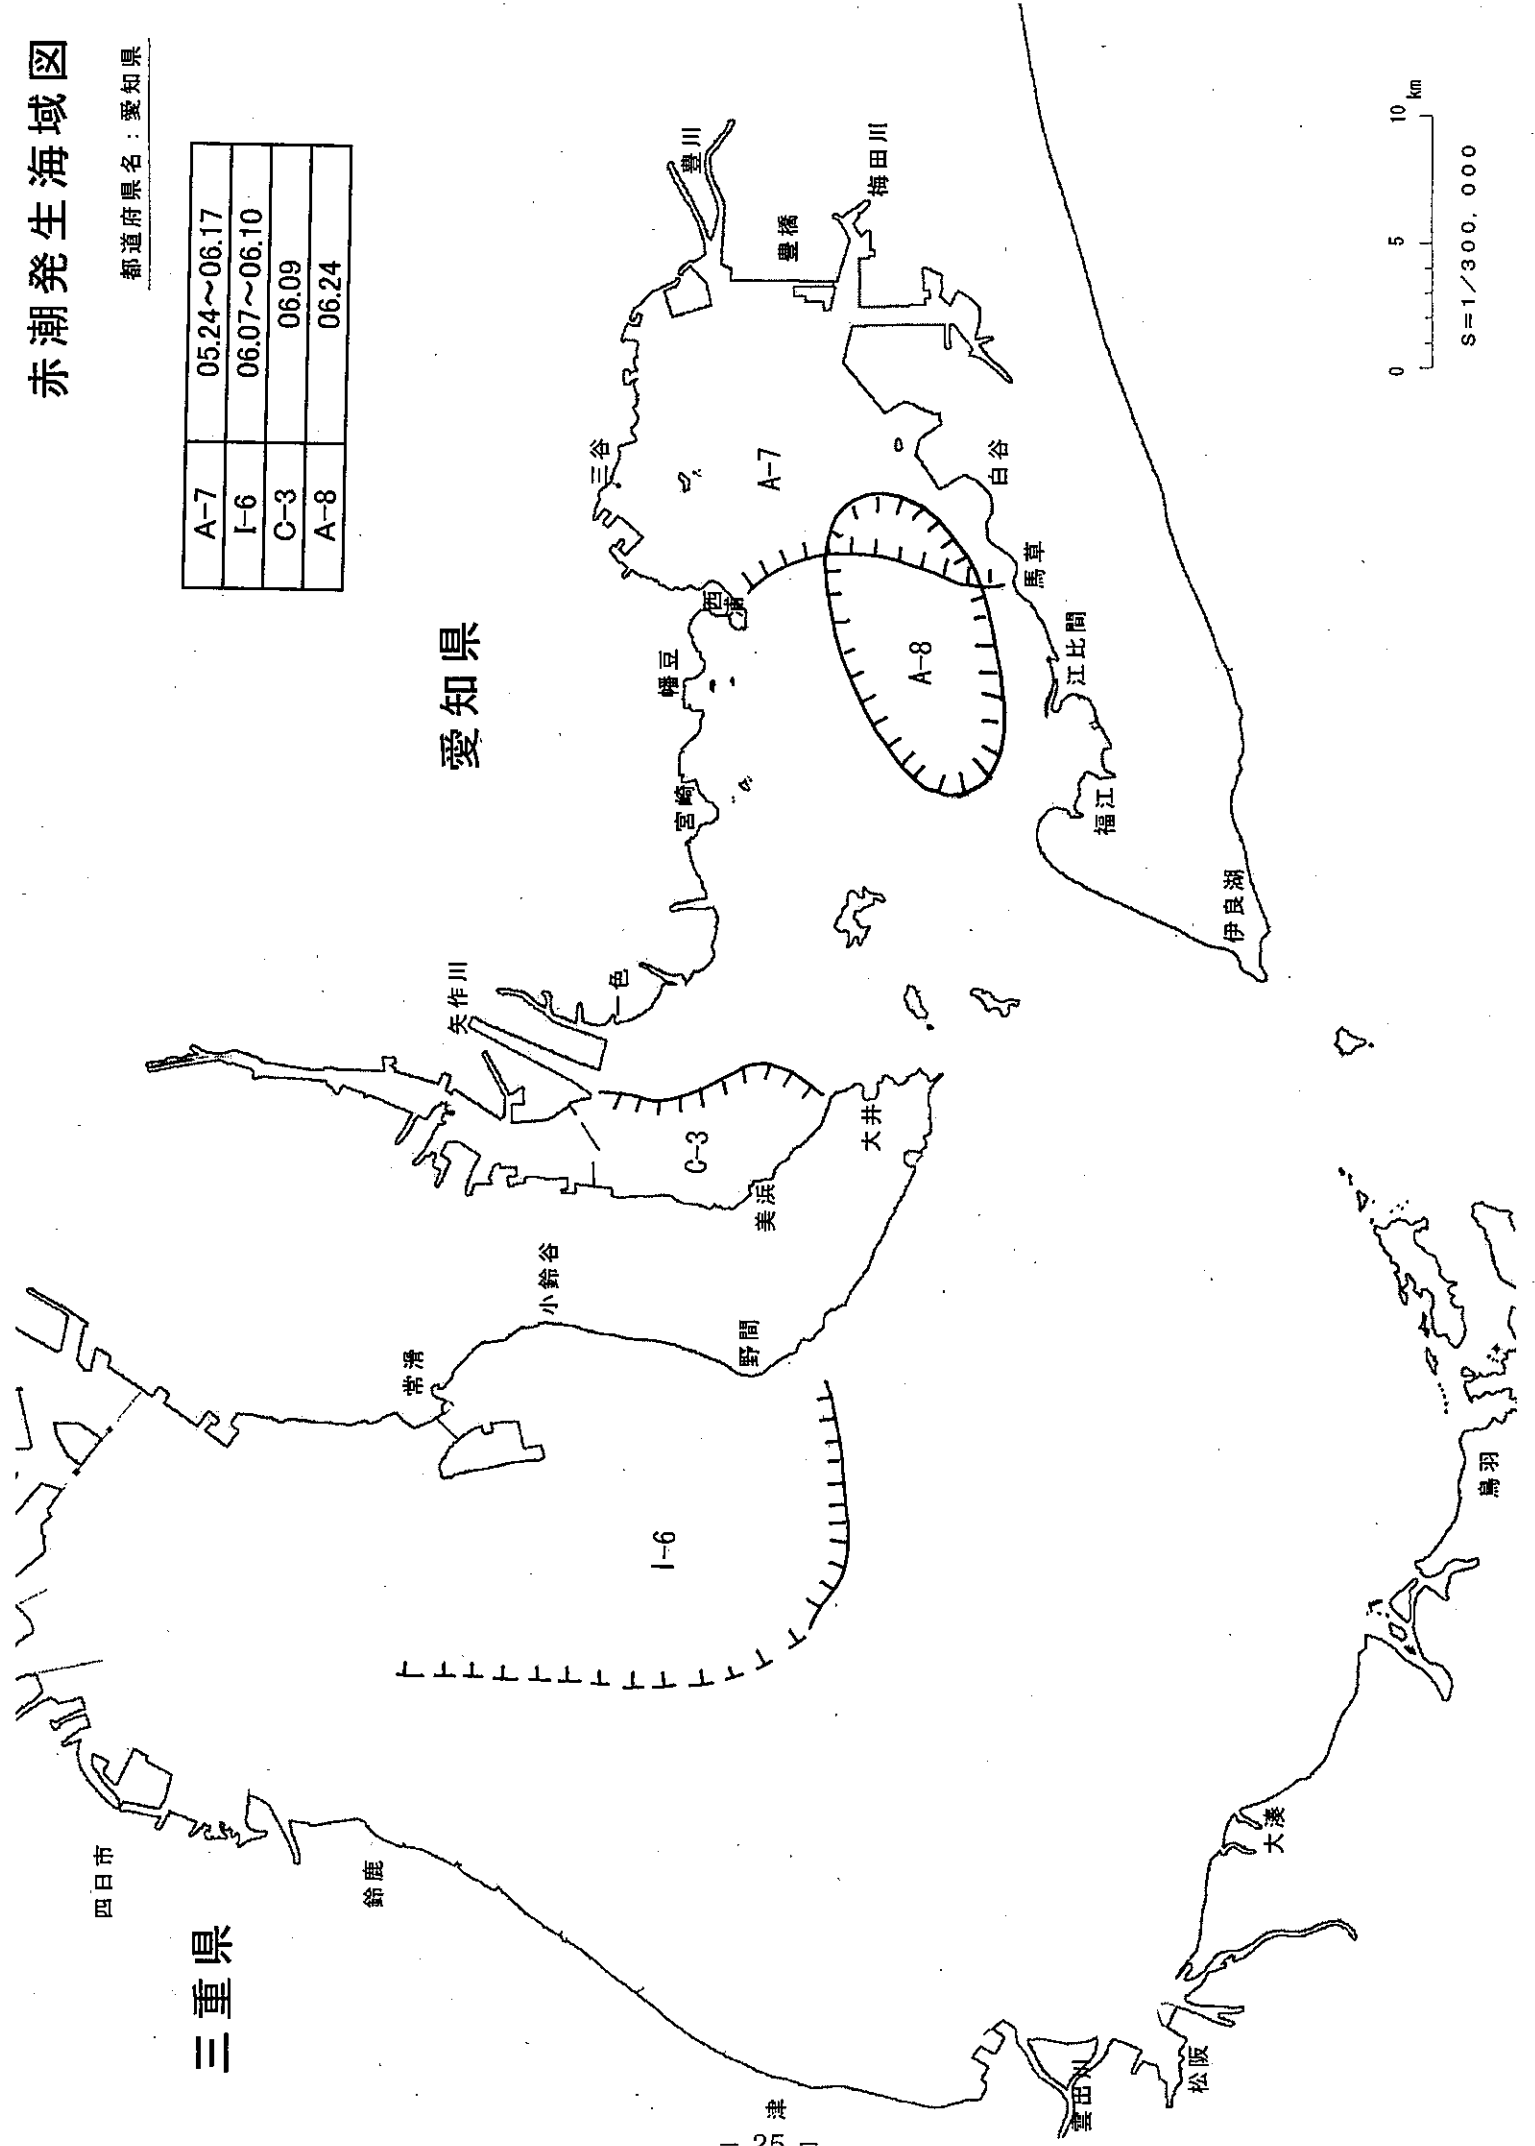 赤潮発生海域図
都道府県名：愛知県
A-7 05.24～06.17
I-6 06.07～06.10
C-3 06.09
A-8 06.24
三重県
愛知県
四日市
鈴鹿
津
雲出川
松阪
大湊
鳥羽
常滑
小鈴谷
野間
美浜
大井
矢作川
一色
宮崎
幡豆
西浦
三谷
豊川
豊橋
梅田川
白谷
馬草
江比間
福江
伊良湖
I-6
C-3
A-7
A-8
0 5 10 km
S=1/300,000
- 25 -